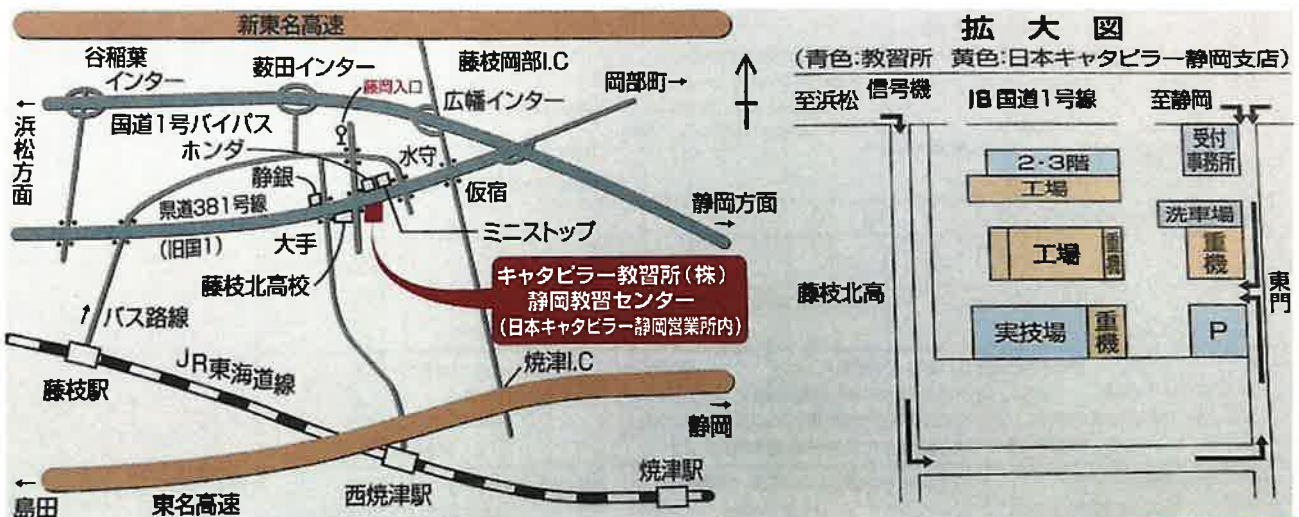 新東名高速
谷稲葉
インター
薮田インター
藤岡入口
藤枝岡部I.C
広幡インター
岡部町→
←
浜松方面
国道1号バイパス
ホンダ
水守
静銀
仮宿
県道381号線
(旧国1)
大手
ミニストップ
静岡方面
→
藤枝北高校
キャタピラー教習所(株)
静岡教習センター
(日本キャタピラー静岡営業所内)
バス路線
JR東海道線
藤枝駅
焼津I.C
→
静岡
←
島田
東名高速
西焼津駅
焼津駅
拡大図
(青色:教習所 黄色:日本キャタピラー静岡支店)
至浜松
信号機
旧国道1号線
至静岡
受付
事務所
2・3階
工場
洗車場
工場
重機
重機
藤枝北高
東門
実技場
重機
P